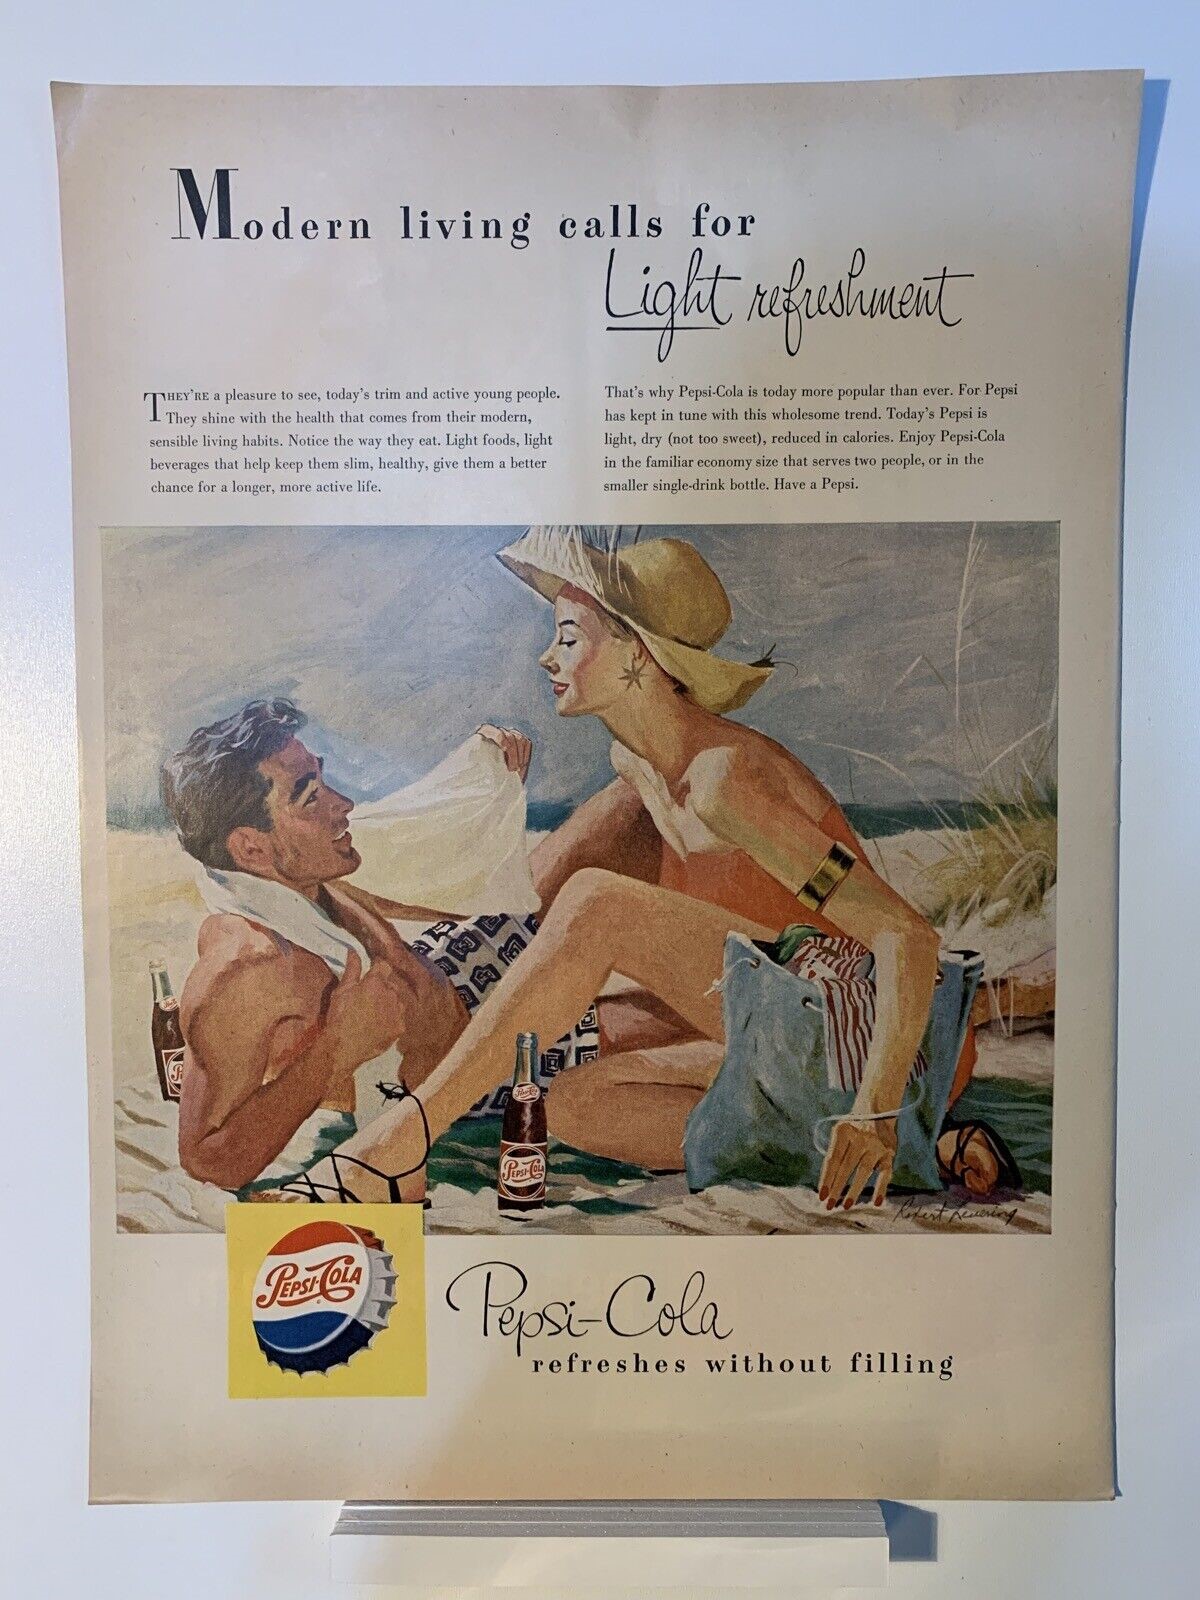 Modern living calls for
Light refreshment
THEY'RE a pleasure to see, today's trim and active young people.
They shine with the health that comes from their modern,
sensible living habits. Notice the way they eat. Light foods, light
beverages that help keep them slim, healthy, give them a better
chance for a longer, more active life.
That's why Pepsi-Cola is today more popular than ever. For Pepsi
has kept in tune with this wholesome trend. Today's Pepsi is
light, dry (not too sweet), reduced in calories. Enjoy Pepsi-Cola
in the familiar economy size that serves two people, or in the
smaller single-drink bottle. Have a Pepsi.
Pepsi-Cola
PEPSI-COLA
Robert Levering
PEPSI-COLA
Pepsi-Cola
refreshes without filling